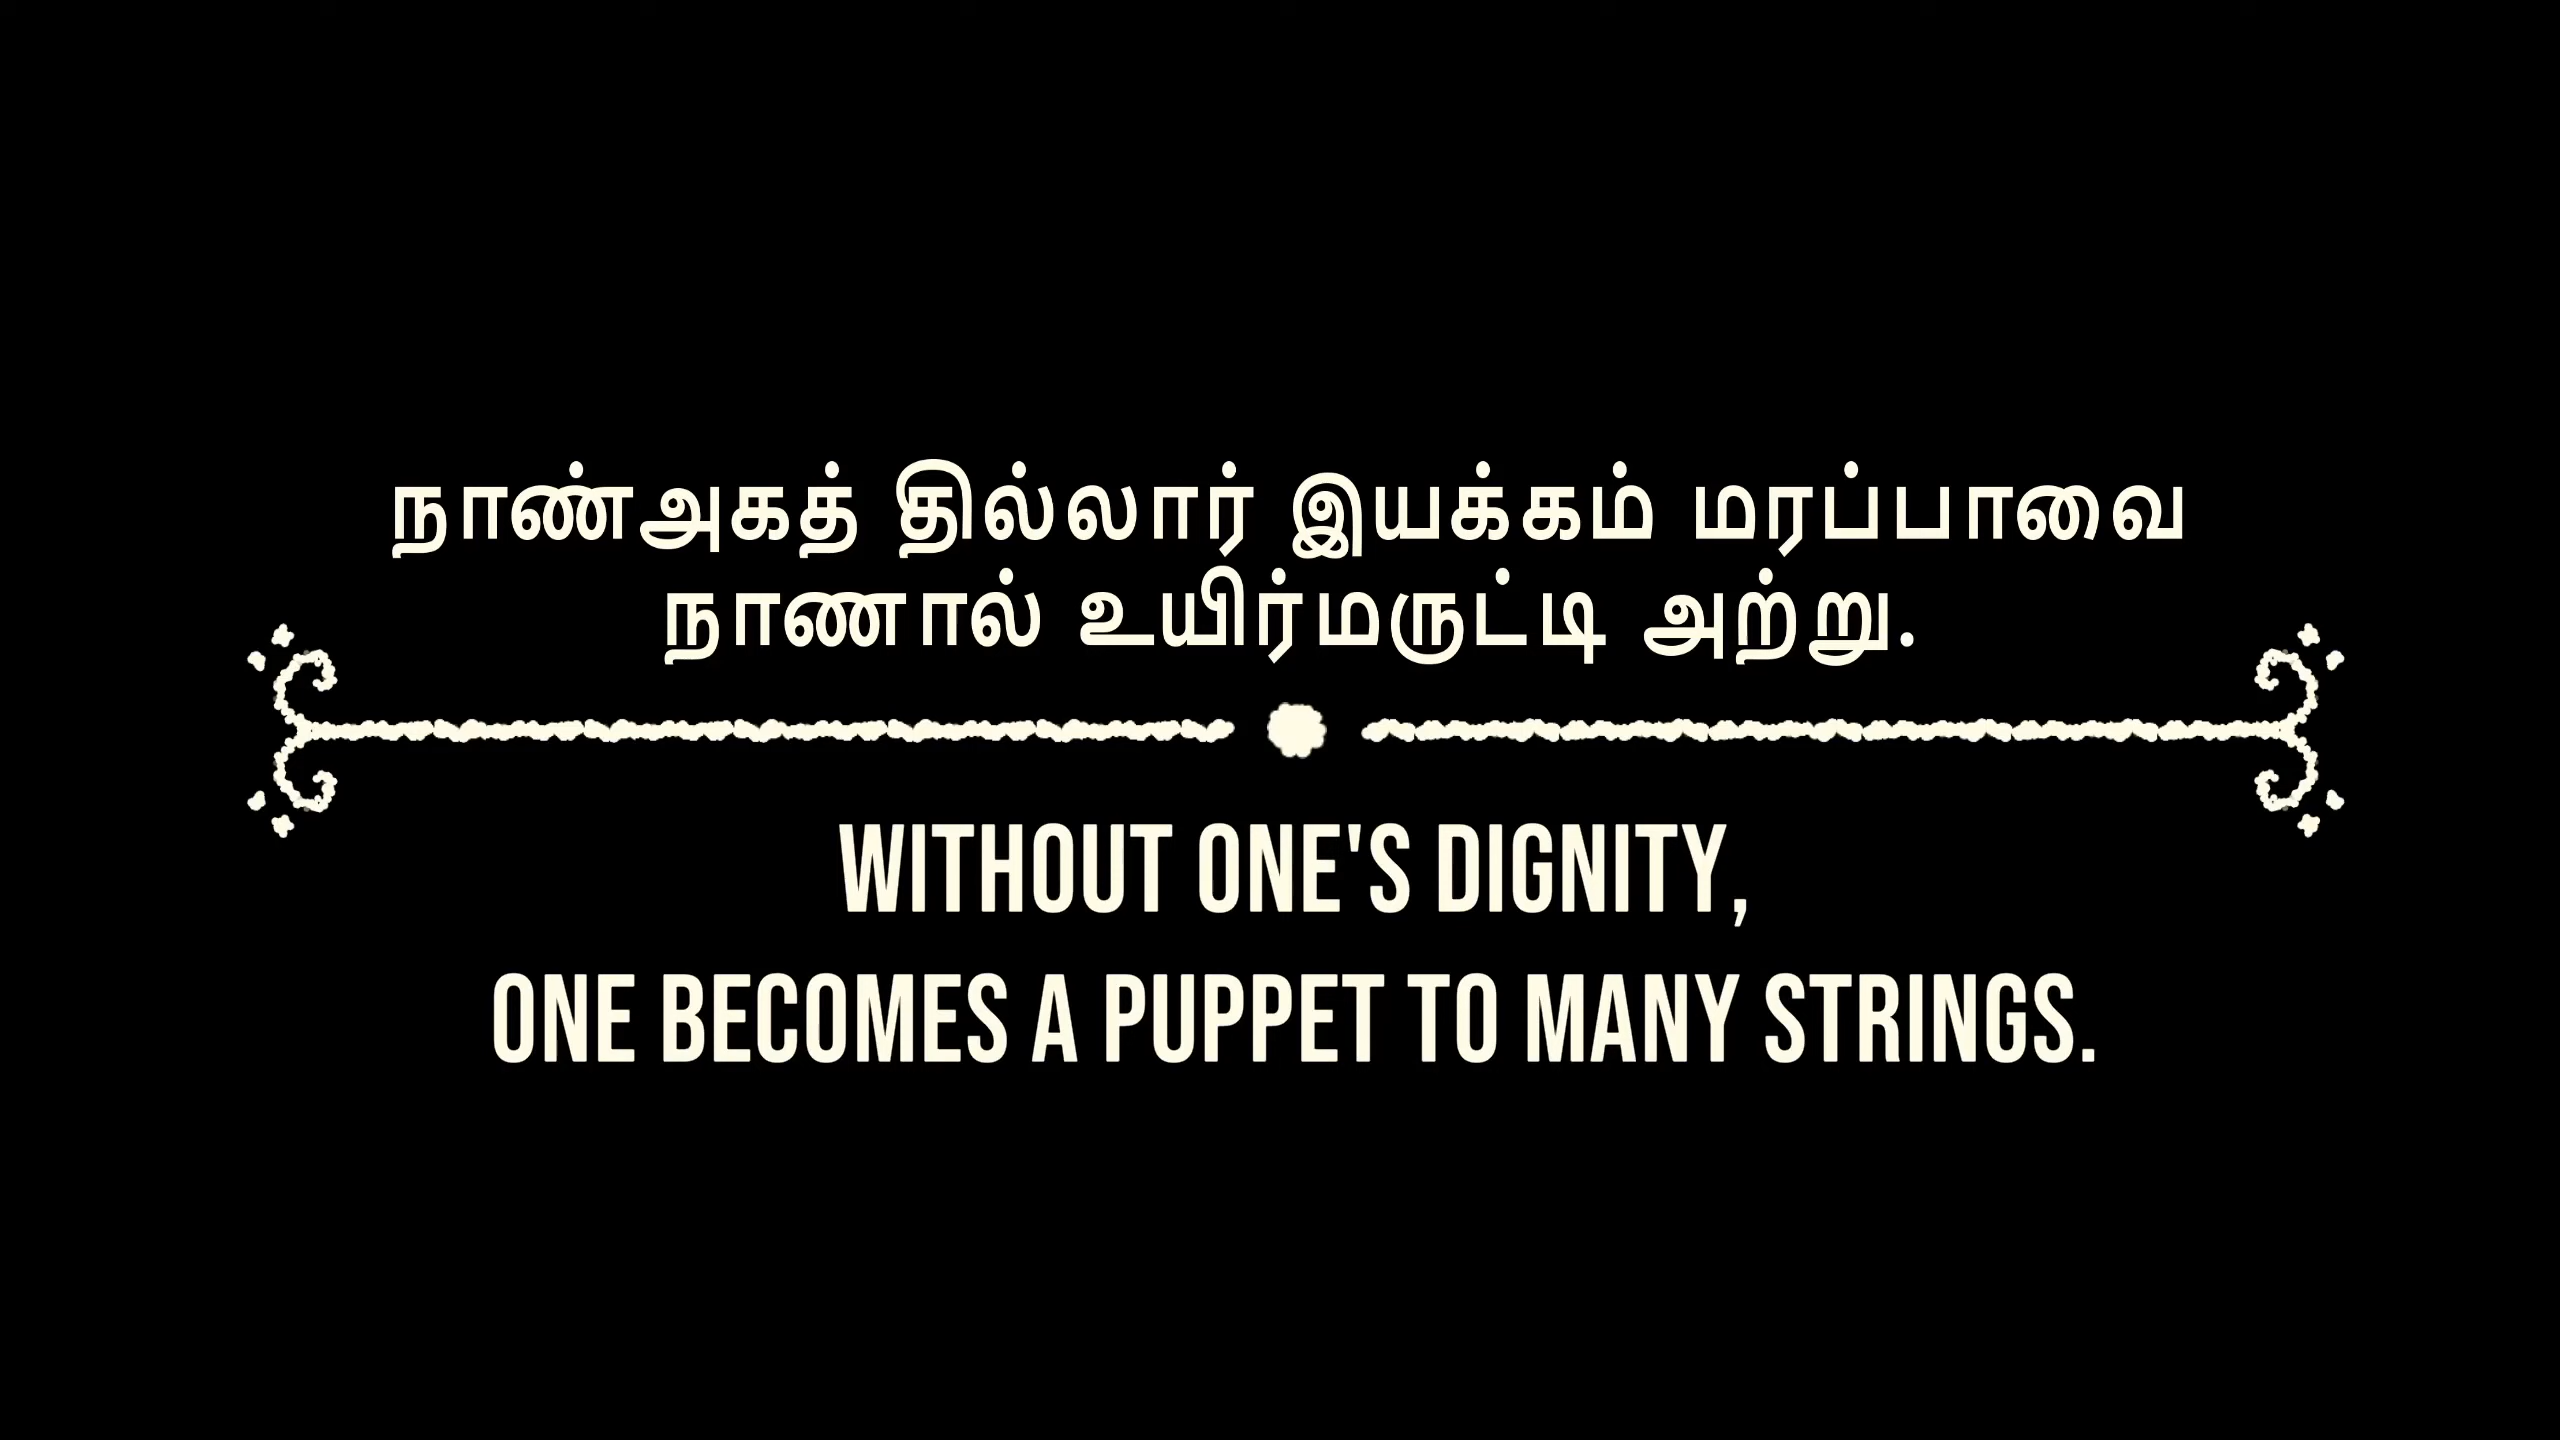 நாண்அகத் தில்லார் இயக்கம் மரப்பாவை
நாணால் உயிர்மருட்டி அற்று.
WITHOUT ONE'S DIGNITY,
ONE BECOMES A PUPPET TO MANY STRINGS.